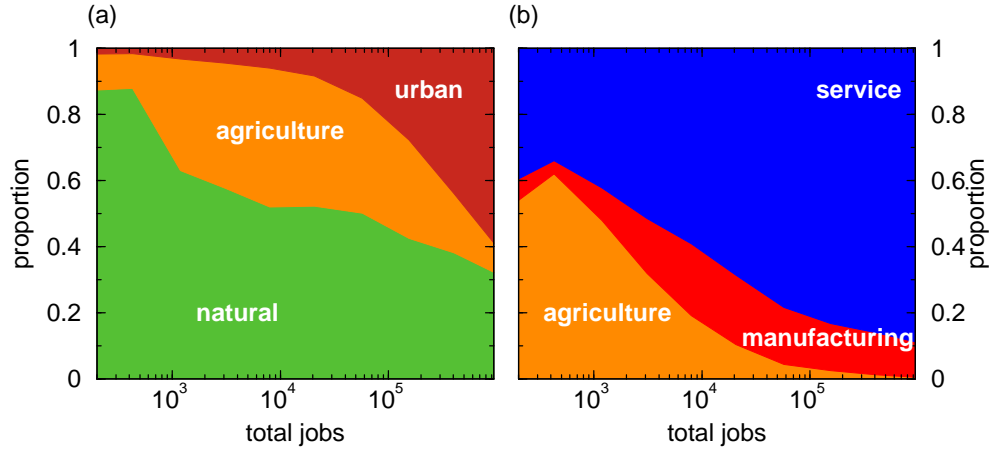 (a)
(b)
1
0.8
0.6
0.4
0.2
0
proportion
urban
agriculture
natural
10^3
10^4
10^5
total jobs
service
agriculture
manufacturing
10^3
10^4
10^5
total jobs
1
0.8
0.6
0.4
0.2
0
proportion